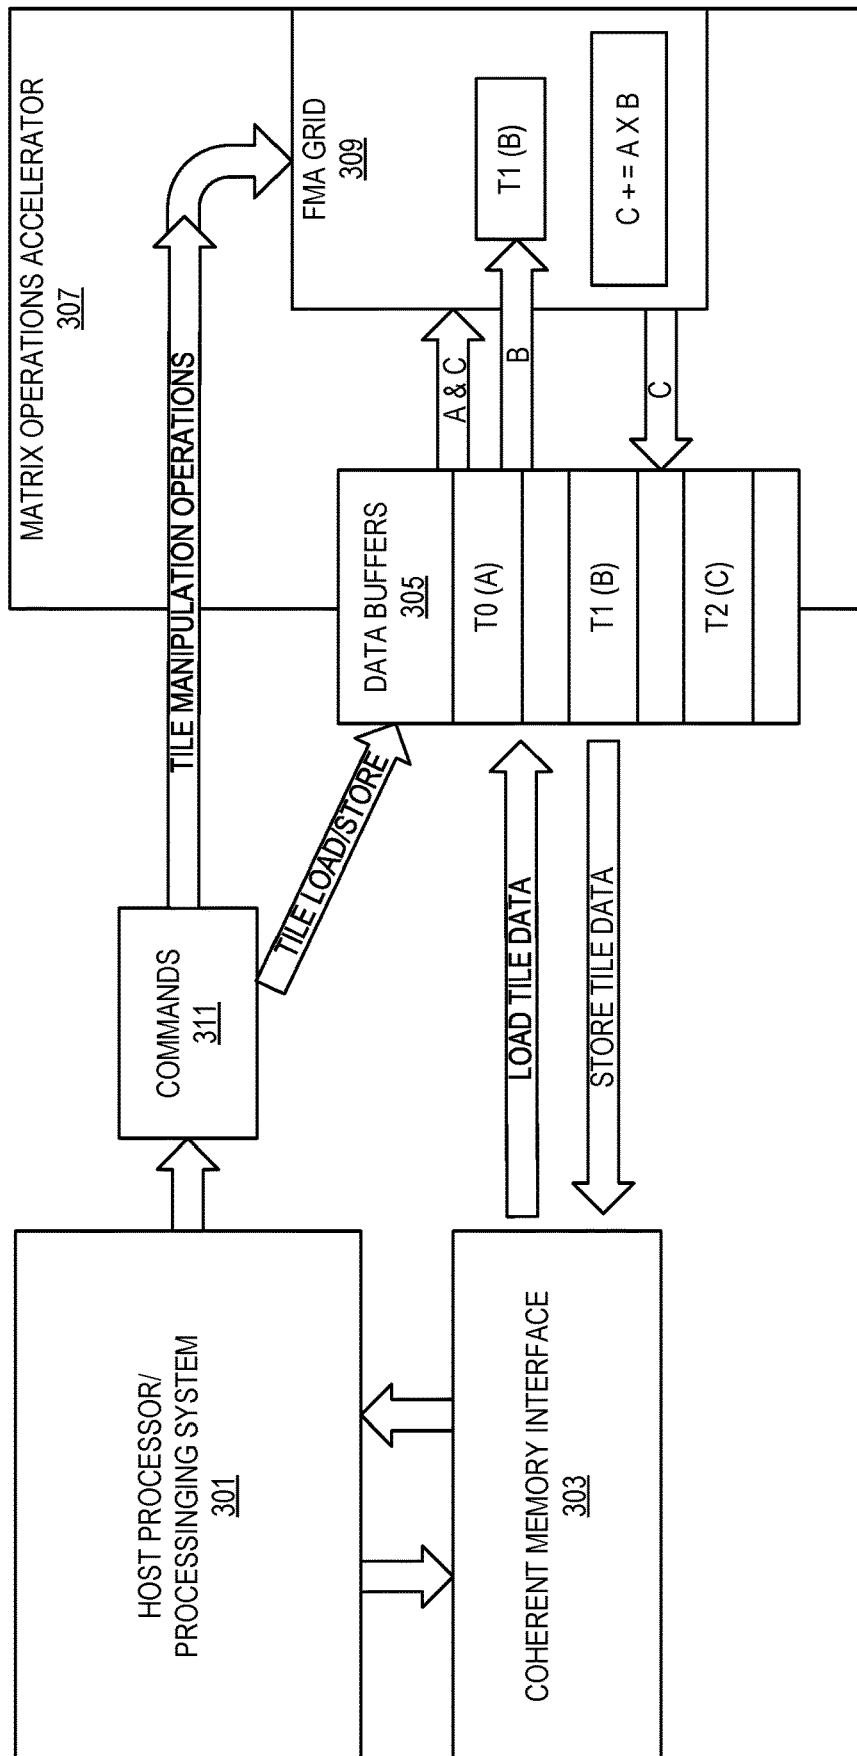 HOST PROCESSOR/
PROCESSINGING SYSTEM
301
COHERENT MEMORY INTERFACE
303
COMMANDS
311
TILE MANIPULATION OPERATIONS
TILE LOAD/STORE
LOAD TILE DATA
STORE TILE DATA
MATRIX OPERATIONS ACCELERATOR
307
DATA BUFFERS
305
T0 (A)
T1 (B)
T2 (C)
A & C
B
C
FMA GRID
309
T1 (B)
C + = A X B